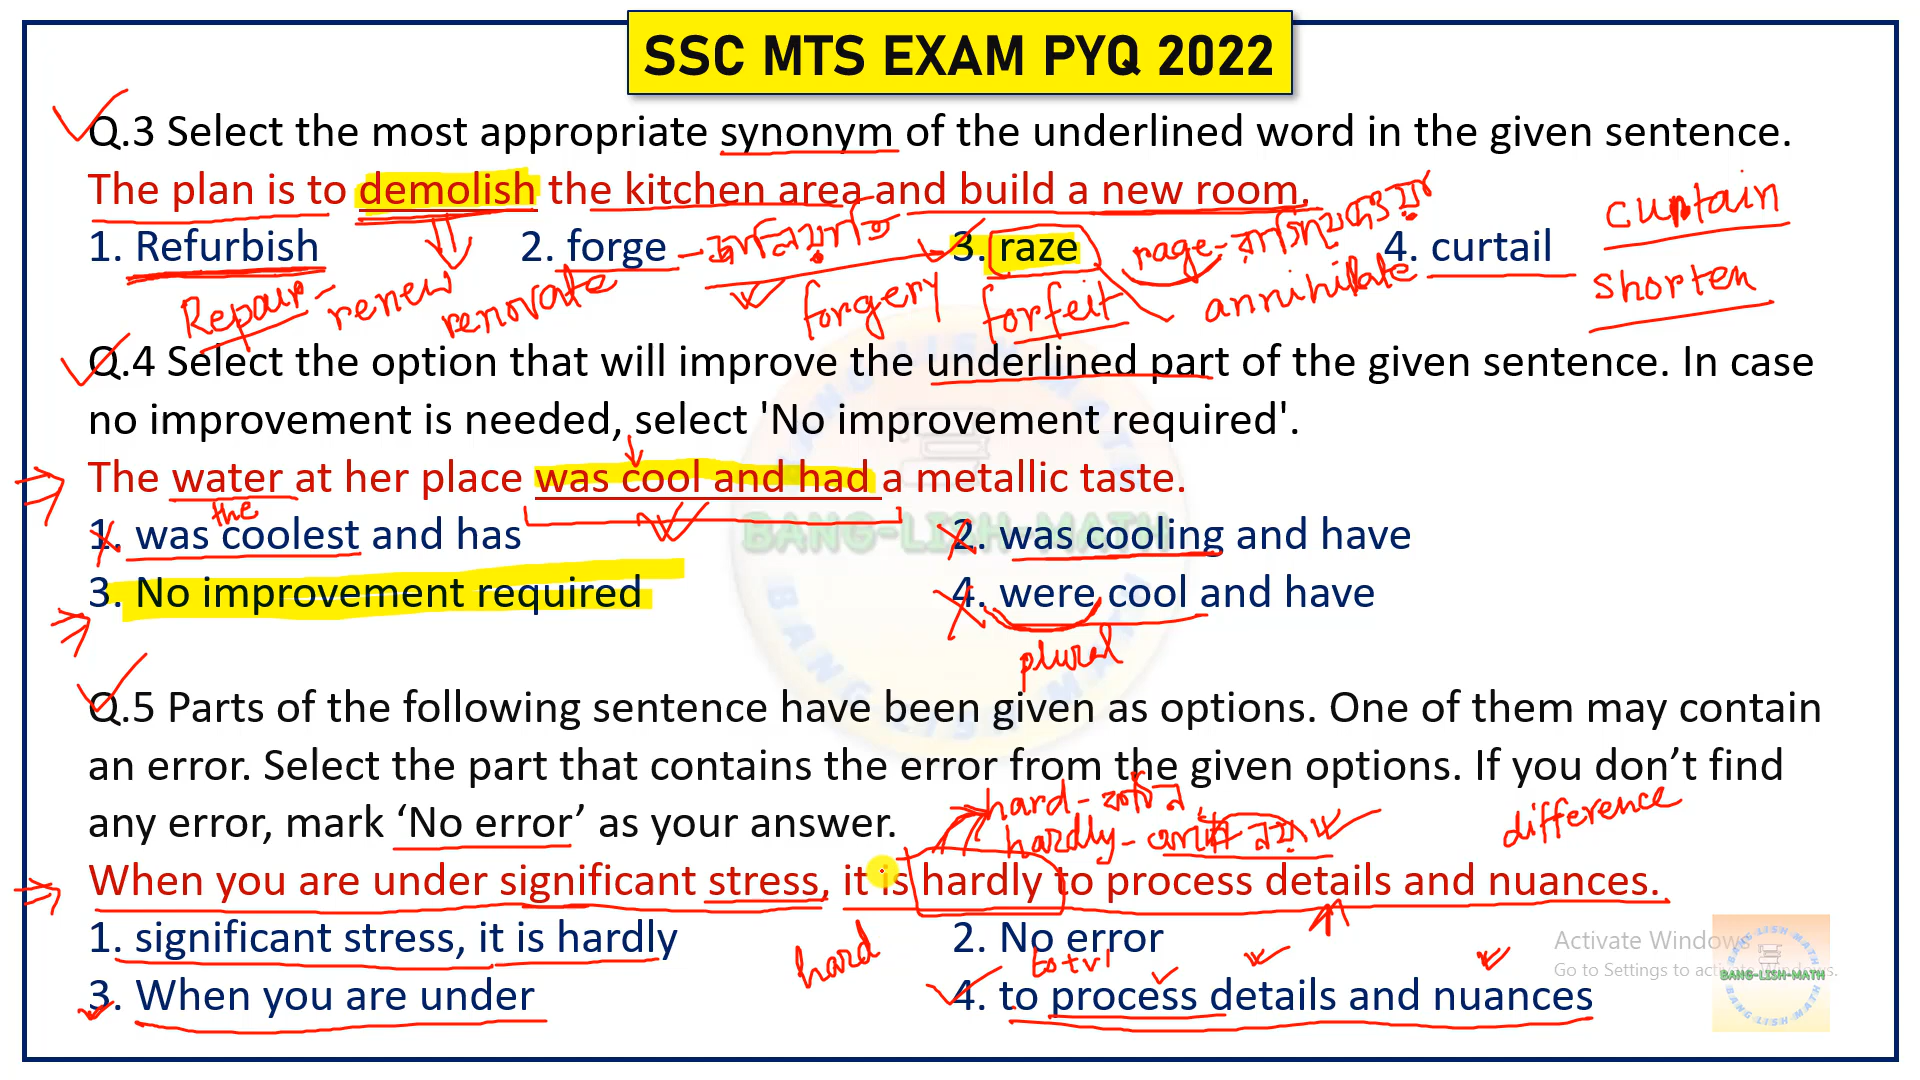 SSC MTS EXAM PYQ 2022
Q.3 Select the most appropriate synonym of the underlined word in the given sentence.
The plan is to demolish the kitchen area and build a new room.
1. Refurbish 2. forge 3. raze 4. curtail
rage
curtain
Repair - renew renovate forgery forfeit annihilate shorten
Q.4 Select the option that will improve the underlined part of the given sentence. In case
no improvement is needed, select 'No improvement required'.
The water at her place was cool and had a metallic taste.
the
1. was coolest and has 2. was cooling and have
BANG-LISH-MATH
3. No improvement required 4. were cool and have
plural
Q.5 Parts of the following sentence have been given as options. One of them may contain
an error. Select the part that contains the error from the given options. If you don’t find
hard - কঠিন
any error, mark ‘No error’ as your answer.
hardly -
difference
When you are under significant stress, it is hardly to process details and nuances.
1. significant stress, it is hardly 2. No error
hard
Activate Windows
BANG-LISH-MATH
3. When you are under 4. to process details and nuances